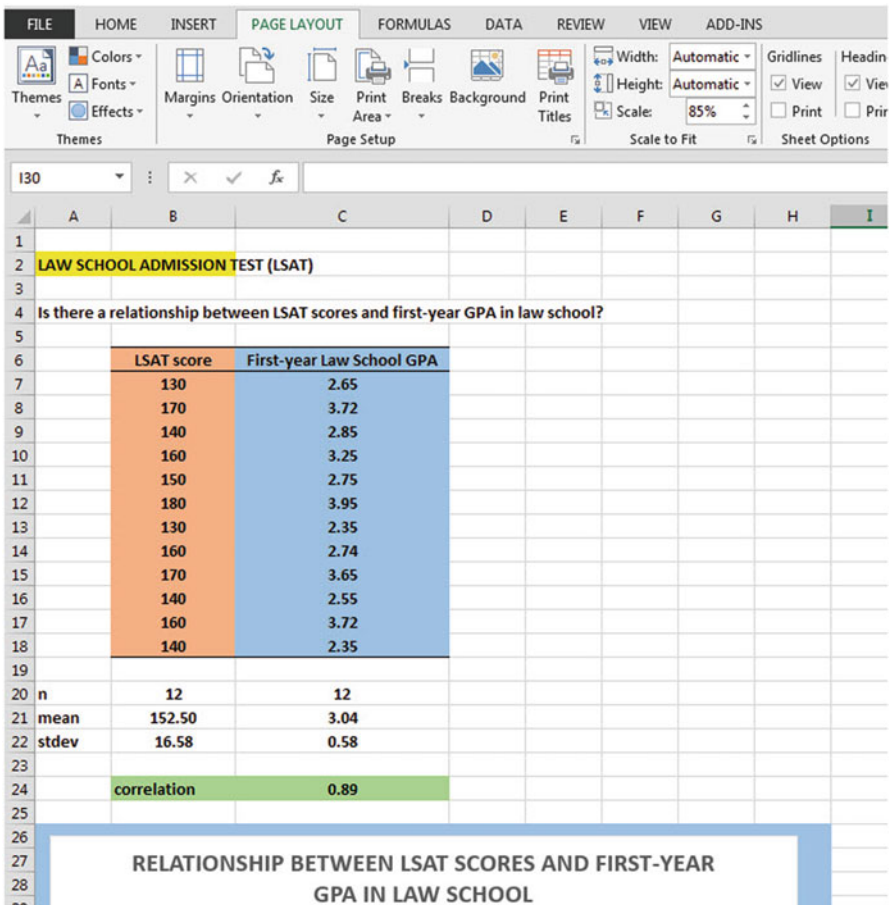 FILE HOME INSERT PAGE LAYOUT FORMULAS DATA REVIEW VIEW ADD-INS
Aa Colors Width: Automatic Gridlines Headin
A Fonts Height: Automatic View Vie
Themes Effects Margins Orientation Size Print Area Breaks Background Print Titles Scale: 85% Print Prin
Themes Page Setup Scale to Fit Sheet Options
I30 fx
A B C D E F G H I
1
2 LAW SCHOOL ADMISSION TEST (LSAT)
3
4 Is there a relationship between LSAT scores and first-year GPA in law school?
5
6 LSAT score First-year Law School GPA
7 130 2.65
8 170 3.72
9 140 2.85
10 160 3.25
11 150 2.75
12 180 3.95
13 130 2.35
14 160 2.74
15 170 3.65
16 140 2.55
17 160 3.72
18 140 2.35
19
20 n 12 12
21 mean 152.50 3.04
22 stdev 16.58 0.58
23
24 correlation 0.89
25
26
27 RELATIONSHIP BETWEEN LSAT SCORES AND FIRST-YEAR
28 GPA IN LAW SCHOOL